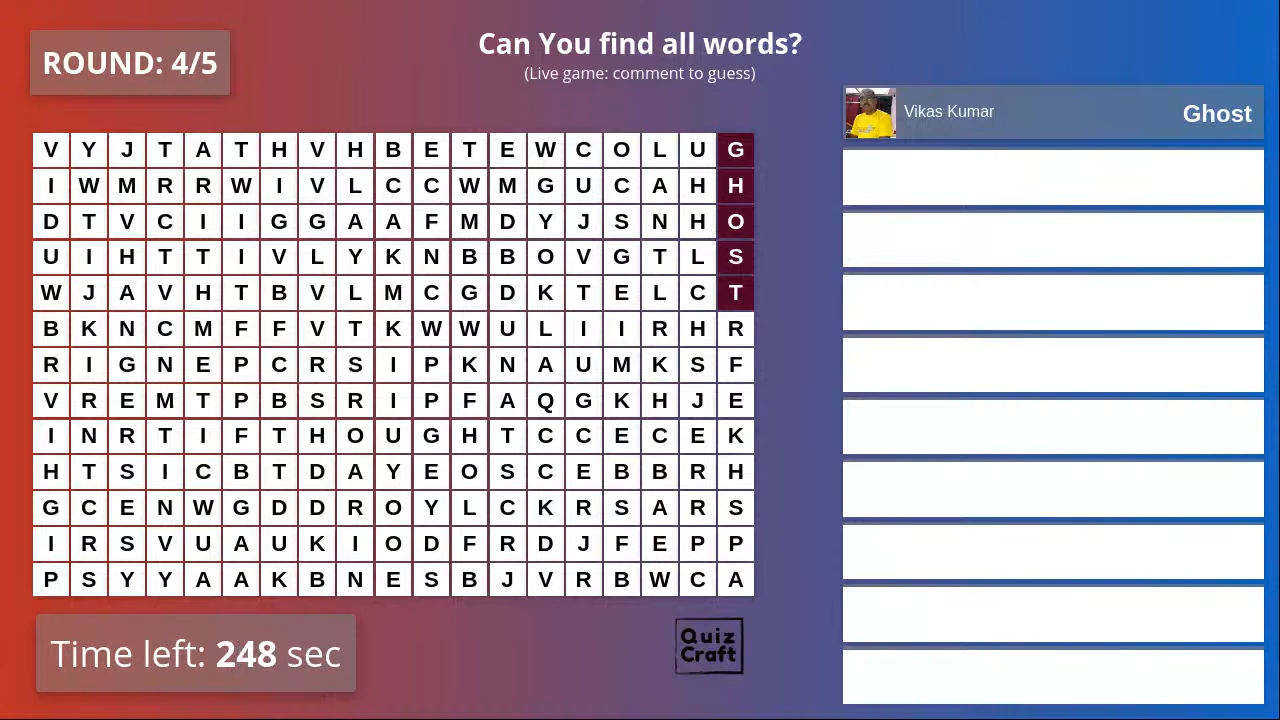 ROUND: 4/5
Can You find all words?
(Live game: comment to guess)
Vikas Kumar
Ghost
V Y J T A T H V H B E T E W C O L U G
I W M R R W I V L C C W M G U C A H H
D T V C I I G G A A F M D Y J S N H O
U I H T T I V L Y K N B B O V G T L S
W J A V H T B V L M C G D K T E L C T
B K N C M F F V T K W W U L I I R H R
R I G N E P C R S I P K N A U M K S F
V R E M T P B S R I P F A Q G K H J E
I N R T I F T H O U G H T C C E C E K
H T S I C B T D A Y E O S C E B B R H
G C E N W G D D R O Y L C K R S A R S
I R S V U A U K I O D F R D J F E P P
P S Y Y A A K B N E S B J V R B W C A
Time left: 248 sec
Quiz
Craft